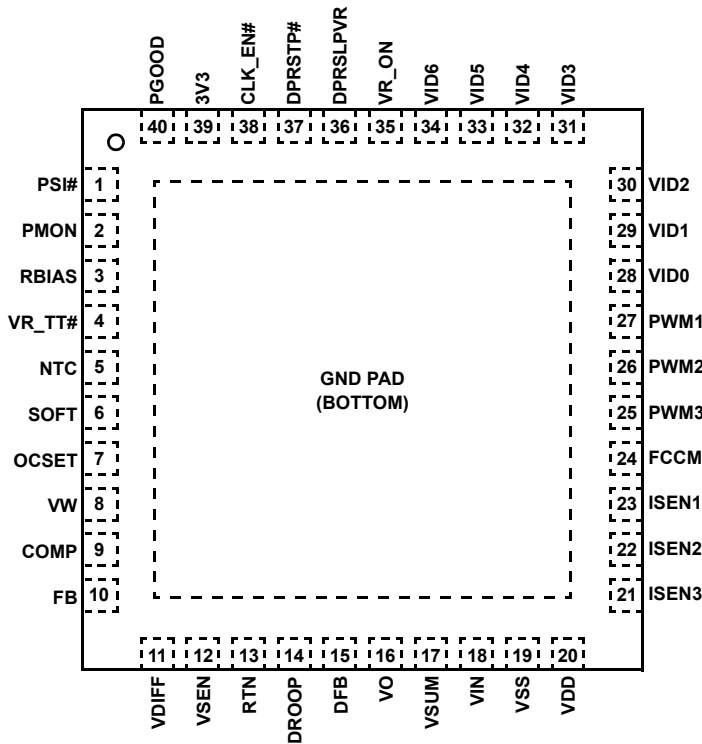 PGOOD
3V3
CLK_EN#
DPRSTP#
DPRSLPVR
VR_ON
VID6
VID5
VID4
VID3
40 39 38 37 36 35 34 33 32 31
PSI# 1
PMON 2
RBIAS 3
VR_TT# 4
NTC 5
SOFT 6
OCSET 7
VW 8
COMP 9
FB 10
GND PAD
(BOTTOM)
30 VID2
29 VID1
28 VID0
27 PWM1
26 PWM2
25 PWM3
24 FCCM
23 ISEN1
22 ISEN2
21 ISEN3
11 12 13 14 15 16 17 18 19 20
VDIFF
VSEN
RTN
DROOP
DFB
VO
VSUM
VIN
VSS
VDD